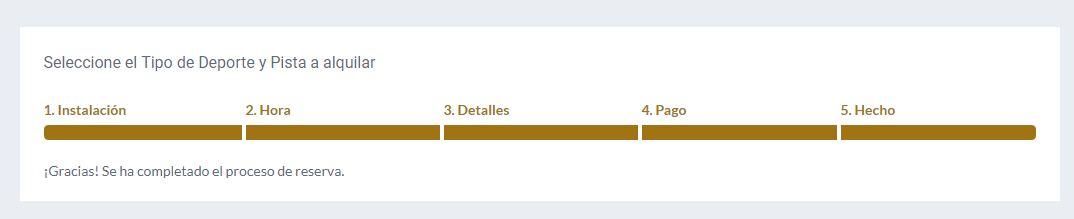 Seleccione el Tipo de Deporte y Pista a alquilar
1. Instalación 2. Hora 3. Detalles 4. Pago 5. Hecho
¡Gracias! Se ha completado el proceso de reserva.